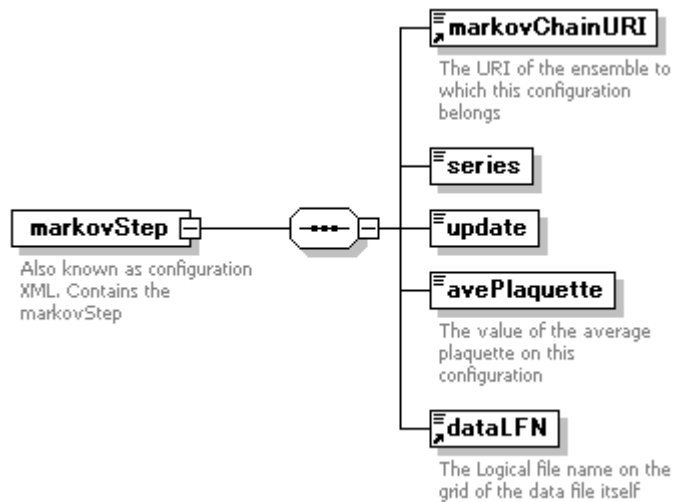 markovChainURI
The URI of the ensemble to
which this configuration
belongs
series
markovStep
Also known as configuration
XML. Contains the
markovStep
update
avePlaquette
The value of the average
plaquette on this
configuration
dataLFN
The Logical file name on the
grid of the data file itself